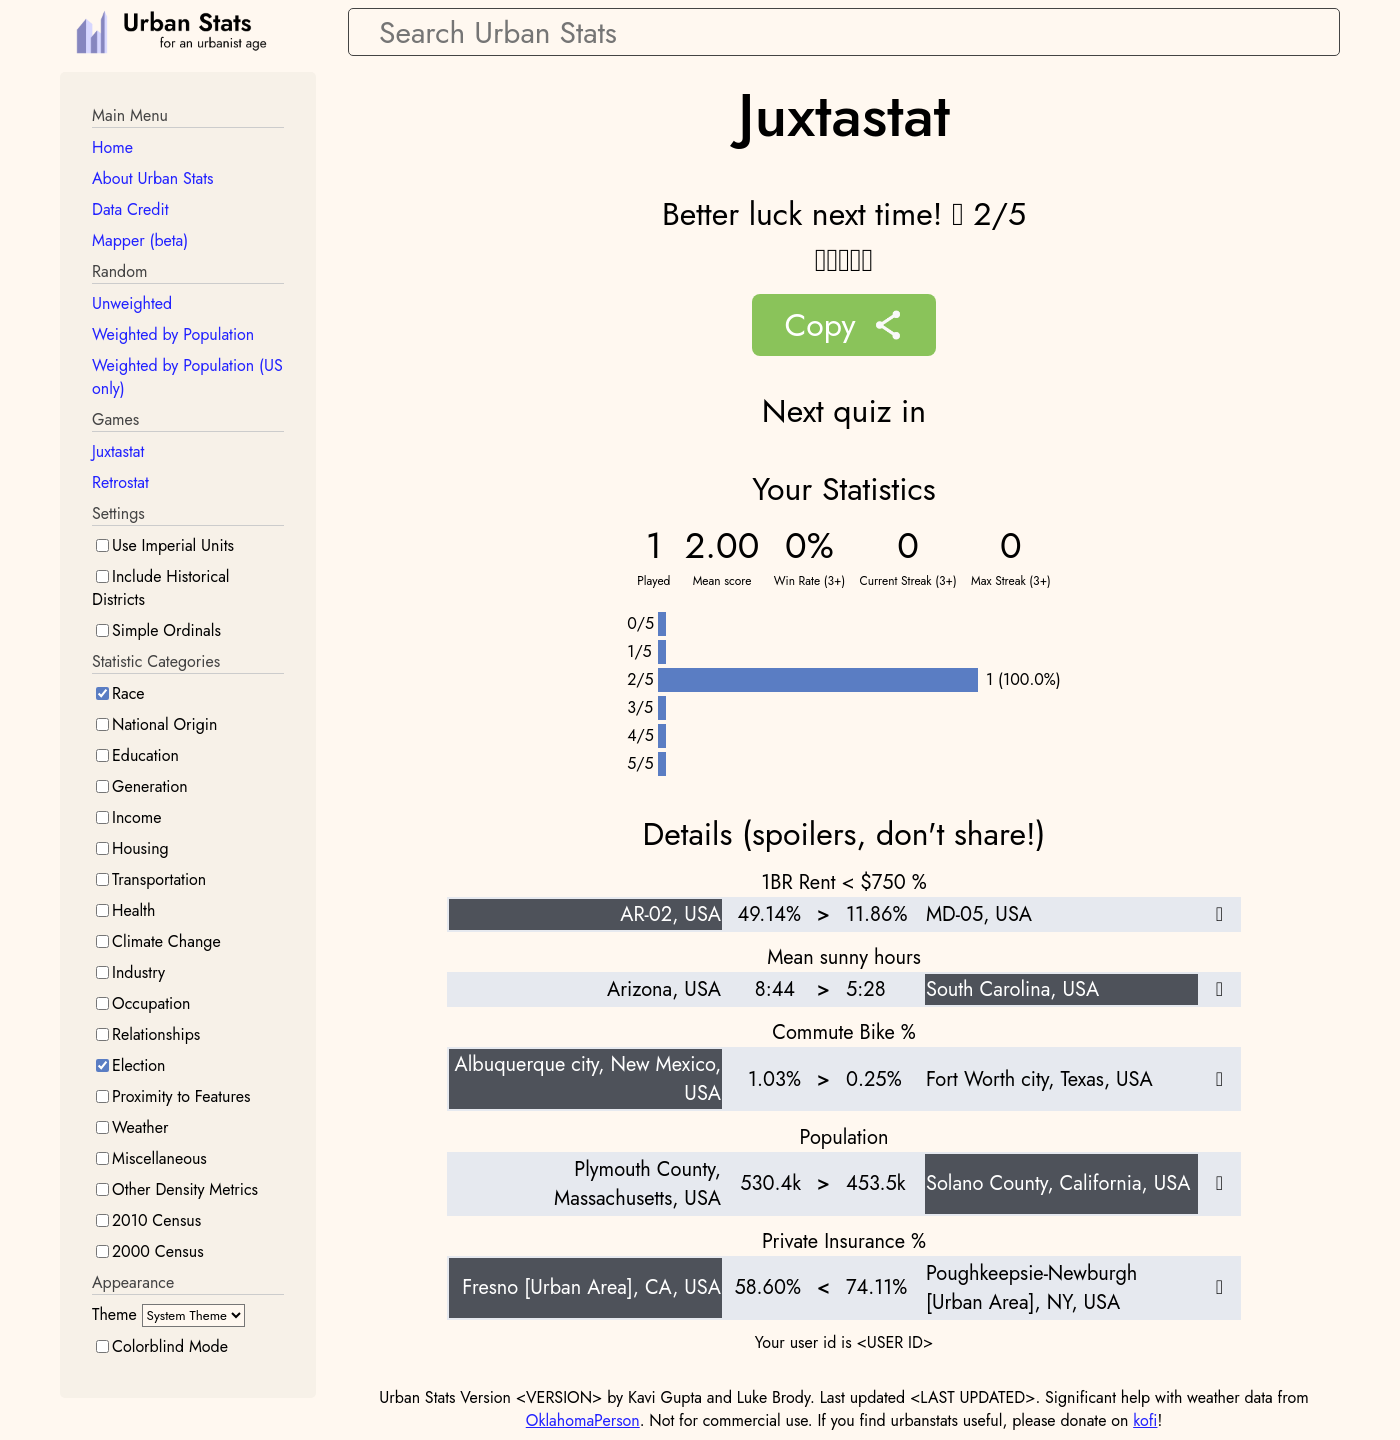 Urban Stats
for an urbanist age
Search Urban Stats
Main Menu
Home
About Urban Stats
Data Credit
Mapper (beta)
Random
Unweighted
Weighted by Population
Weighted by Population (US
only)
Games
Juxtastat
Retrostat
Settings
Use Imperial Units
Include Historical
Districts
Simple Ordinals
Statistic Categories
Race
National Origin
Education
Generation
Income
Housing
Transportation
Health
Climate Change
Industry
Occupation
Relationships
Election
Proximity to Features
Weather
Miscellaneous
Other Density Metrics
2010 Census
2000 Census
Appearance
Theme System Theme
Colorblind Mode
Juxtastat
Better luck next time! 2/5
Copy
Next quiz in
Your Statistics
1 2.00 0% 0 0
Played Mean score Win Rate (3+) Current Streak (3+) Max Streak (3+)
0/5
1/5
2/5 1 (100.0%)
3/5
4/5
5/5
Details (spoilers, don't share!)
1BR Rent < $750 %
AR-02, USA 49.14% > 11.86% MD-05, USA
Mean sunny hours
Arizona, USA 8:44 > 5:28 South Carolina, USA
Commute Bike %
Albuquerque city, New Mexico,
USA 1.03% > 0.25% Fort Worth city, Texas, USA
Population
Plymouth County,
Massachusetts, USA 530.4k > 453.5k Solano County, California, USA
Private Insurance %
Fresno [Urban Area], CA, USA 58.60% < 74.11% Poughkeepsie-Newburgh
[Urban Area], NY, USA
Your user id is <USER ID>
Urban Stats Version <VERSION> by Kavi Gupta and Luke Brody. Last updated <LAST UPDATED>. Significant help with weather data from
OklahomaPerson. Not for commercial use. If you find urbanstats useful, please donate on kofi!